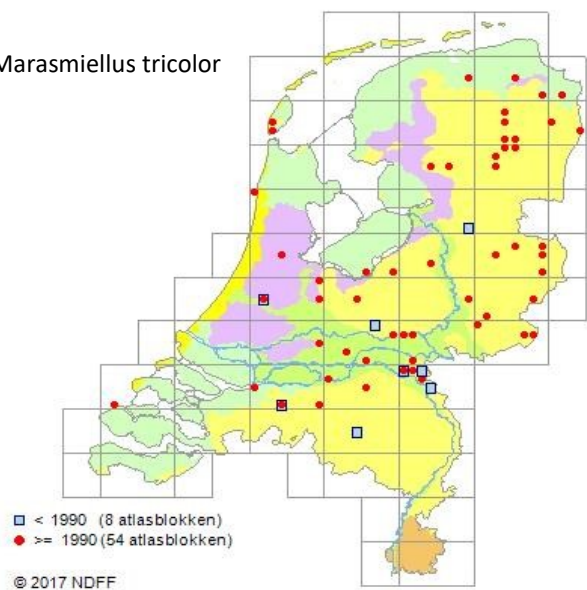 Marasmiellus tricolor
< 1990 (8 atlasblokken)
>= 1990 (54 atlasblokken)
© 2017 NDFF